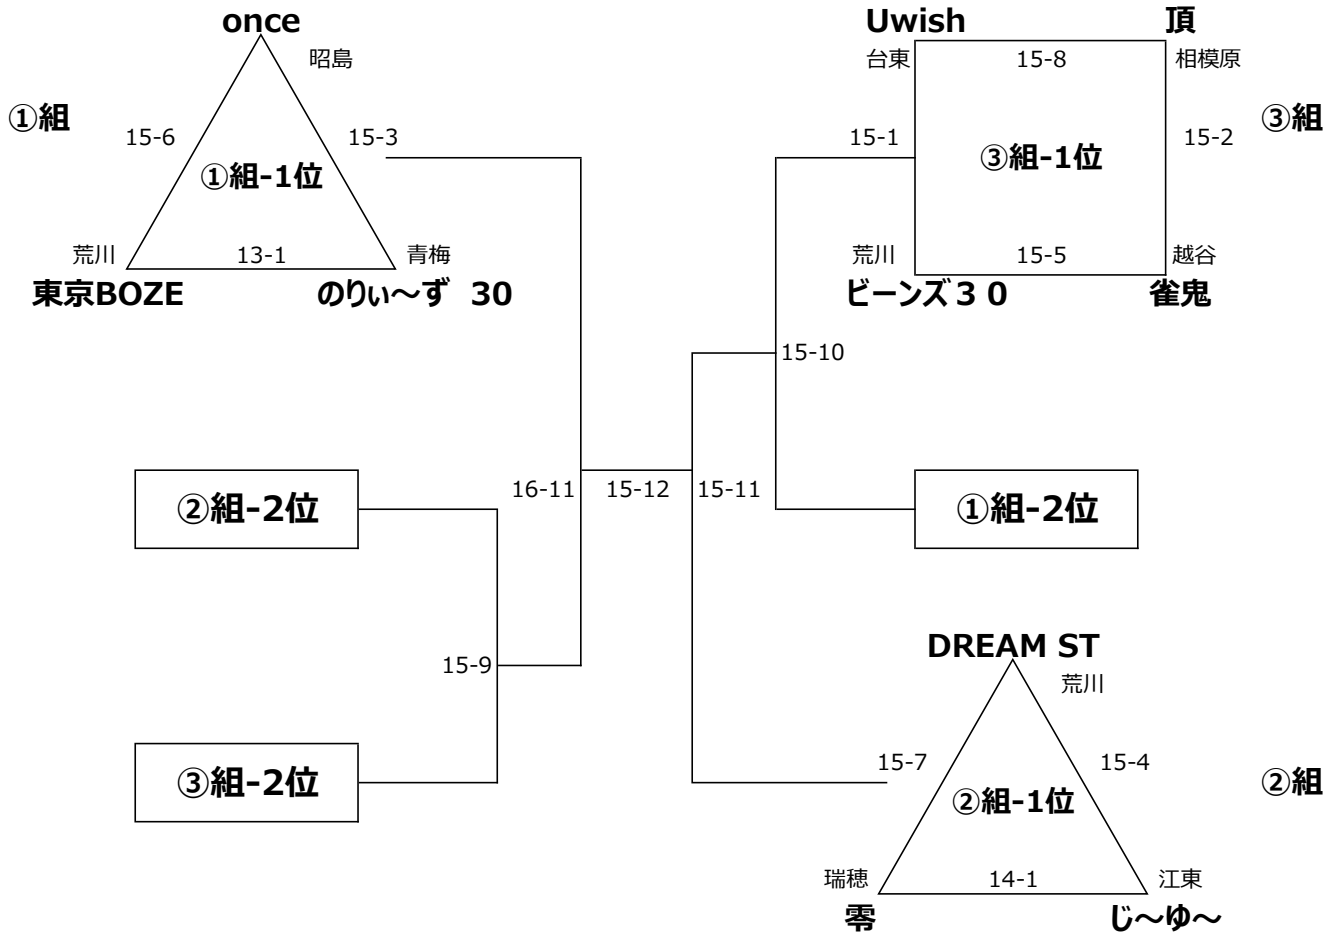 once
昭島
①組
15-6
15-3
①組-1位
荒川
13-1
青梅
東京BOZE
のりぃ～ず 30
Uwish
頂
台東
15-8
相模原
③組
15-1
15-2
③組-1位
荒川
15-5
越谷
ビーンズ３０
雀鬼
15-10
②組-2位
16-11
15-12
15-11
①組-2位
15-9
③組-2位
DREAM ST
荒川
15-7
15-4
②組
②組-1位
瑞穂
14-1
江東
零
じ～ゆ～